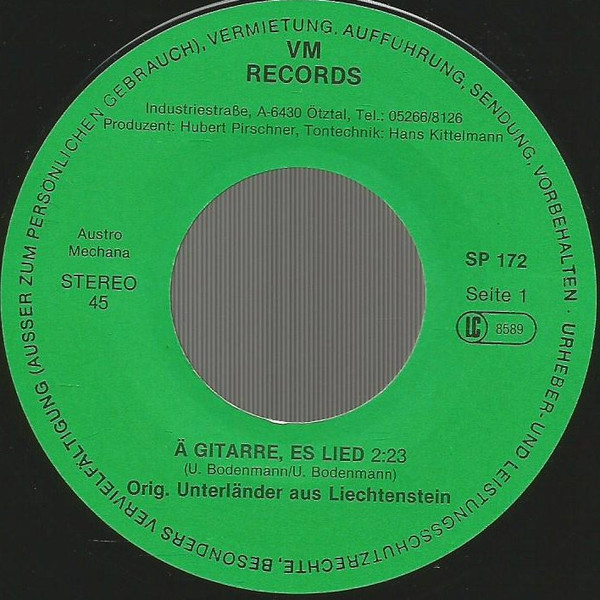 VM
RECORDS
Industriestraße, A-6430 Ötztal, Tel.: 05266/8126
Produzent: Hubert Pirschner, Tontechnik: Hans Kittelmann
Austro
Mechana
STEREO
45
SP 172
Seite 1
LC 8589
Ä GITARRE, ES LIED 2:23
(U. Bodenmann/U. Bodenmann)
Orig. Unterländer aus Liechtenstein
URHEBER- UND LEISTUNGSSCHUTZRECHTE, BESONDERS VERVIELFÄLTIGUNG (AUSSER ZUM PERSÖNLICHEN GEBRAUCH), VERMIETUNG. AUFFÜHRUNG, SENDUNG, VORBEHALTEN ·